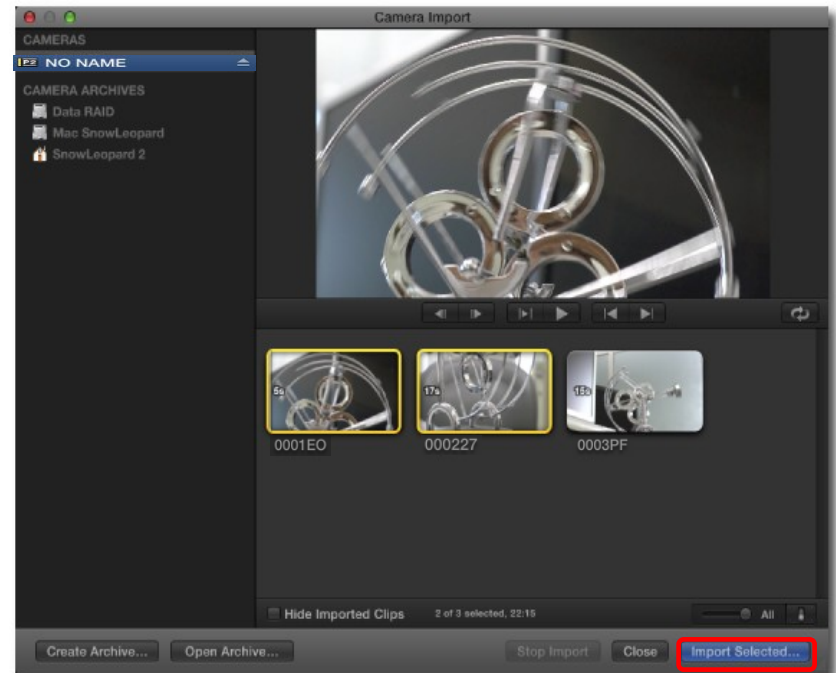 Camera Import
CAMERAS
P2 NO NAME
CAMERA ARCHIVES
Data RAID
Mac SnowLeopard
SnowLeopard 2
5s
17s
15s
0001EO
000227
0003PF
Hide Imported Clips
2 of 3 selected, 22:15
All
Create Archive...
Open Archive...
Stop Import
Close
Import Selected...